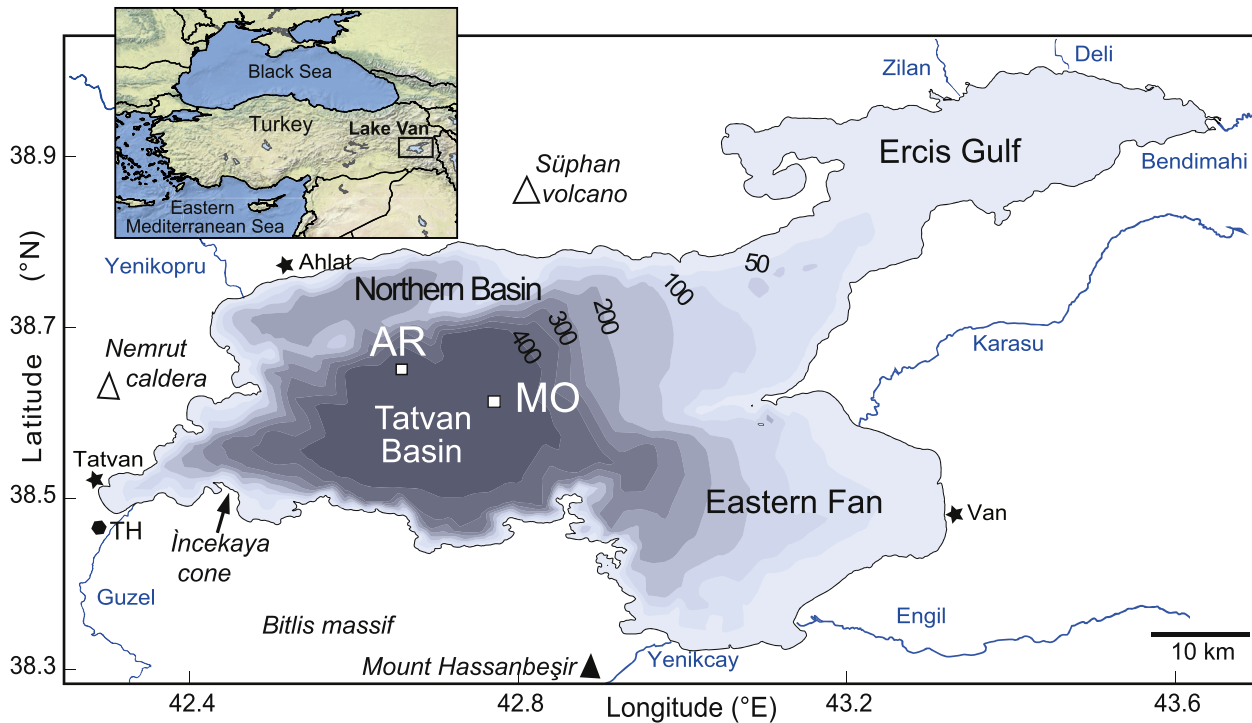 Black Sea
Turkey
Lake Van
Eastern
Mediterranean Sea
Zilan
Deli
Ercis Gulf
Bendimahi
38.9
Süphan
volcano
Yenikopru
Ahlat
50
100
200
300
400
Northern Basin
38.7
AR
Karasu
Nemrut
caldera
MO
Tatvan
Basin
Latitude (°N)
Tatvan
38.5
Eastern Fan
Van
TH
Ìncekaya
cone
Guzel
Bitlis massif
Engil
Mount Hassanbeşir
Yenikcay
10 km
38.3
42.4
42.8
43.2
43.6
Longitude (°E)